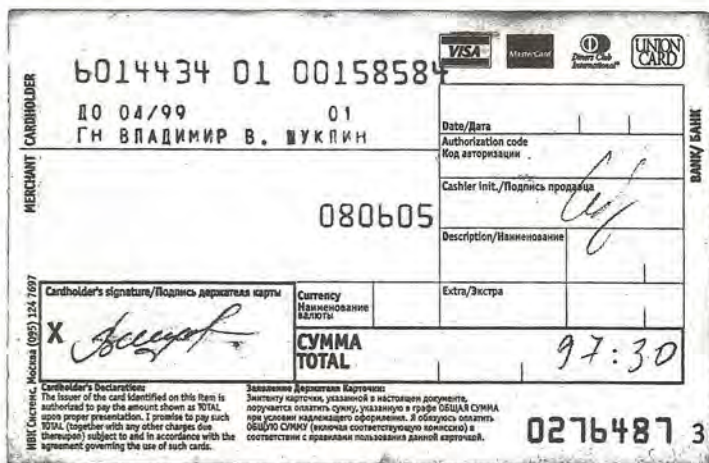 VISA MasterCard Diners Club International® UNION CARD
6014434 01 00158584
ДО 04/99 01
ГН ВЛАДИМИР В. ШУКЛИН
CARDHOLDER
MERCHANT
BANK/ БАНК
Date/Дата
Authorization code
Код авторизации
Cashier init./Подпись продавца
080605
Description/Наименование
Cardholder's signature/Подпись держателя карты
X
Currency
Наименование валюты
Extra/Экстра
СУММА
TOTAL
97:30
Москва (095) 124 7697
Cardholder's Declaration:
The issuer of the card identified on this item is
authorized to pay the amount shown as TOTAL
upon proper presentation. I promise to pay such
TOTAL (together with any other charges due
thereupon) subject to and in accordance with the
agreement governing the use of such cards.
Заявление Держателя Карточки:
Эмитенту карточки, указанной в настоящем документе,
поручается оплатить сумму, указанную в графе ОБЩАЯ СУММА
при условии надлежащего оформления. Я обязуюсь оплатить
ОБЩУЮ СУММУ (включая соответствующую комиссию) в
соответствии с правилами пользования данной карточкой.
0276487 3